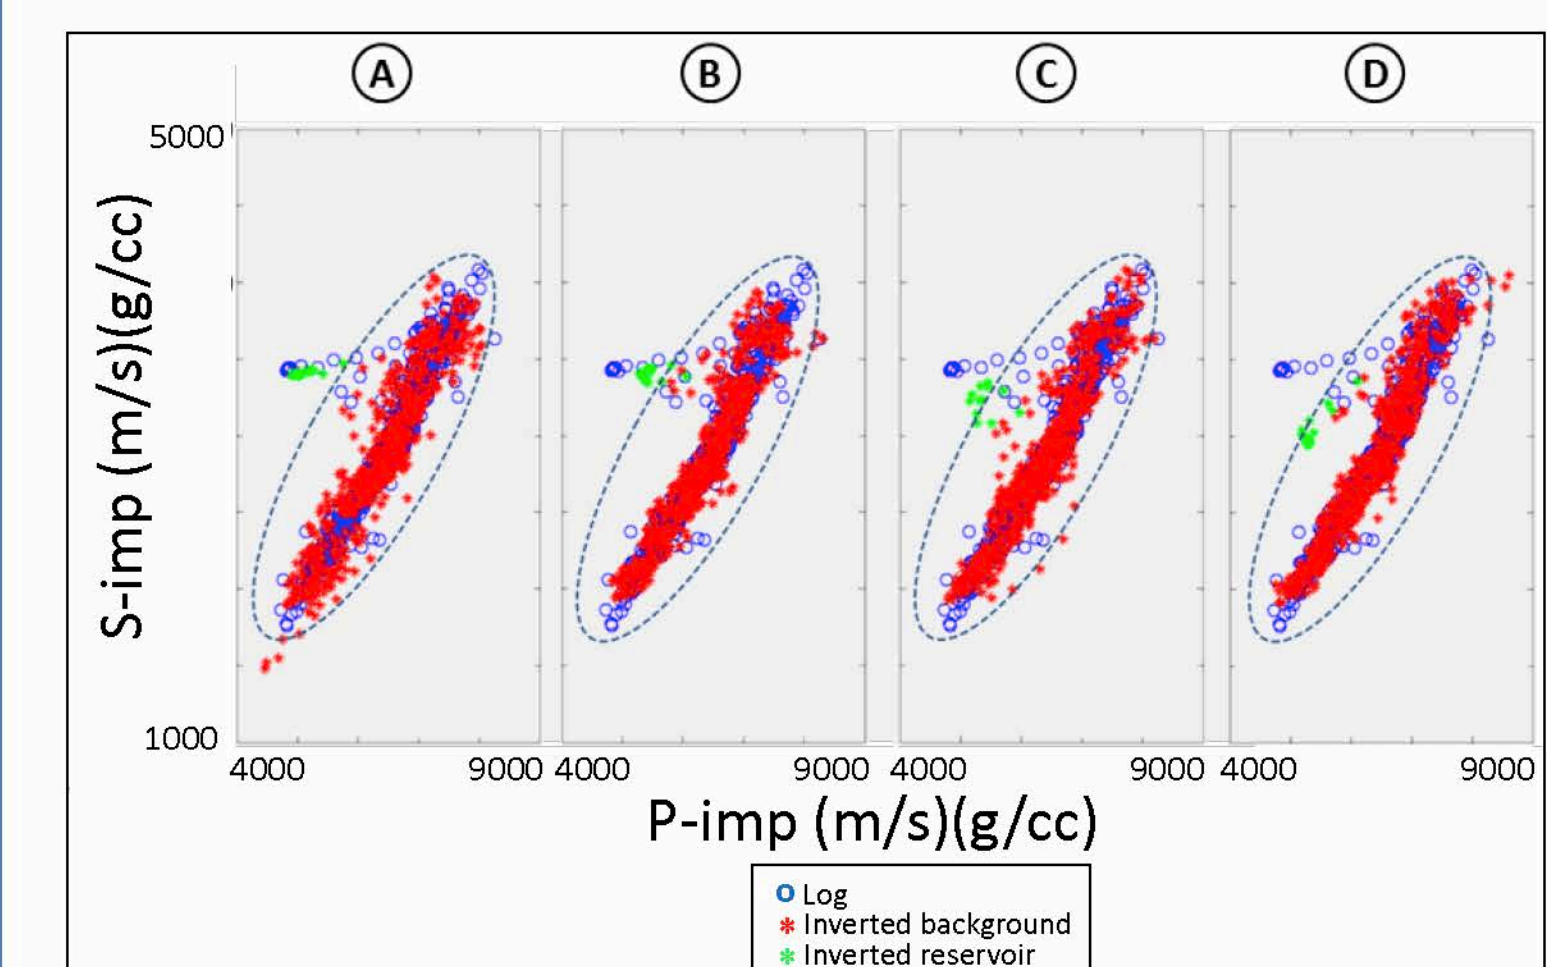 A B C D
5000
S-imp (m/s)(g/cc)
1000
4000 9000 4000 9000 4000 9000 4000 9000
P-imp (m/s)(g/cc)
Log
Inverted background
Inverted reservoir